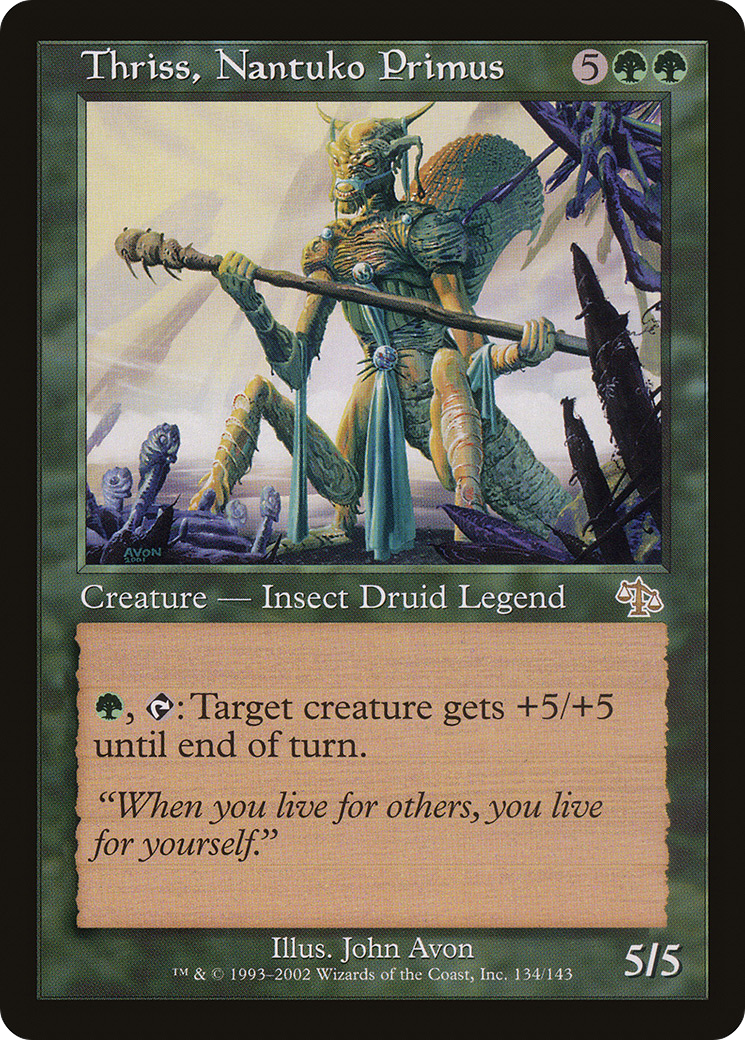 Thriss, Nantuko Primus 5
AVON
2001
Creature — Insect Druid Legend
, : Target creature gets +5/+5
until end of turn.
“When you live for others, you live
for yourself.”
Illus. John Avon
™ & © 1993–2002 Wizards of the Coast, Inc. 134/143
5/5